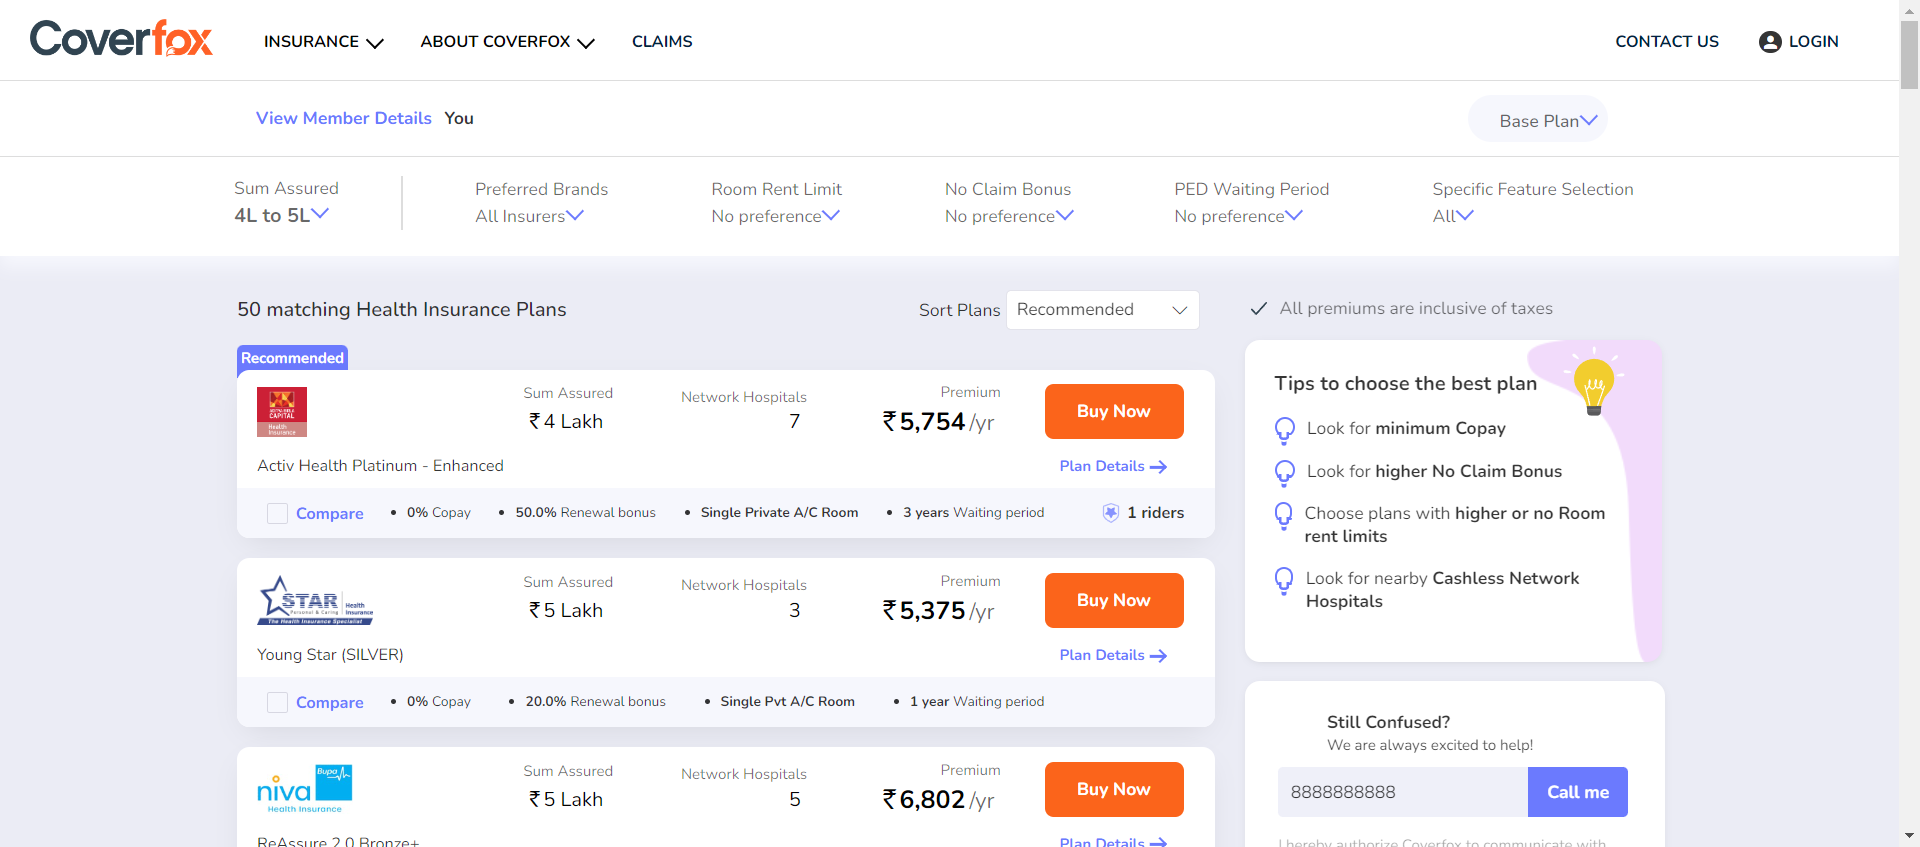 Coverfox
INSURANCE
ABOUT COVERFOX
CLAIMS
CONTACT US
LOGIN
View Member Details You
Base Plan
Sum Assured
4L to 5L
Preferred Brands
All Insurers
Room Rent Limit
No preference
No Claim Bonus
No preference
PED Waiting Period
No preference
Specific Feature Selection
All
50 matching Health Insurance Plans
Sort Plans Recommended
✓ All premiums are inclusive of taxes
Recommended
CAPITAL
Health
Insurance
Sum Assured
₹ 4 Lakh
Network Hospitals
7
Premium
₹ 5,754 /yr
Buy Now
Activ Health Platinum - Enhanced
Plan Details →
Compare
• 0% Copay
• 50.0% Renewal bonus
• Single Private A/C Room
• 3 years Waiting period
1 riders
STAR
Health
Insurance
Personal & Caring
The Health Insurance Specialist
Sum Assured
₹ 5 Lakh
Network Hospitals
3
Premium
₹ 5,375 /yr
Buy Now
Young Star (SILVER)
Plan Details →
Compare
• 0% Copay
• 20.0% Renewal bonus
• Single Pvt A/C Room
• 1 year Waiting period
niva
Bupa
Health Insurance
Sum Assured
₹ 5 Lakh
Network Hospitals
5
Premium
₹ 6,802 /yr
Buy Now
ReAssure 2.0 Bronze+
Plan Details →
Tips to choose the best plan
Look for minimum Copay
Look for higher No Claim Bonus
Choose plans with higher or no Room
rent limits
Look for nearby Cashless Network
Hospitals
Still Confused?
We are always excited to help!
8888888888
Call me
I hereby authorize Coverfox to communicate with